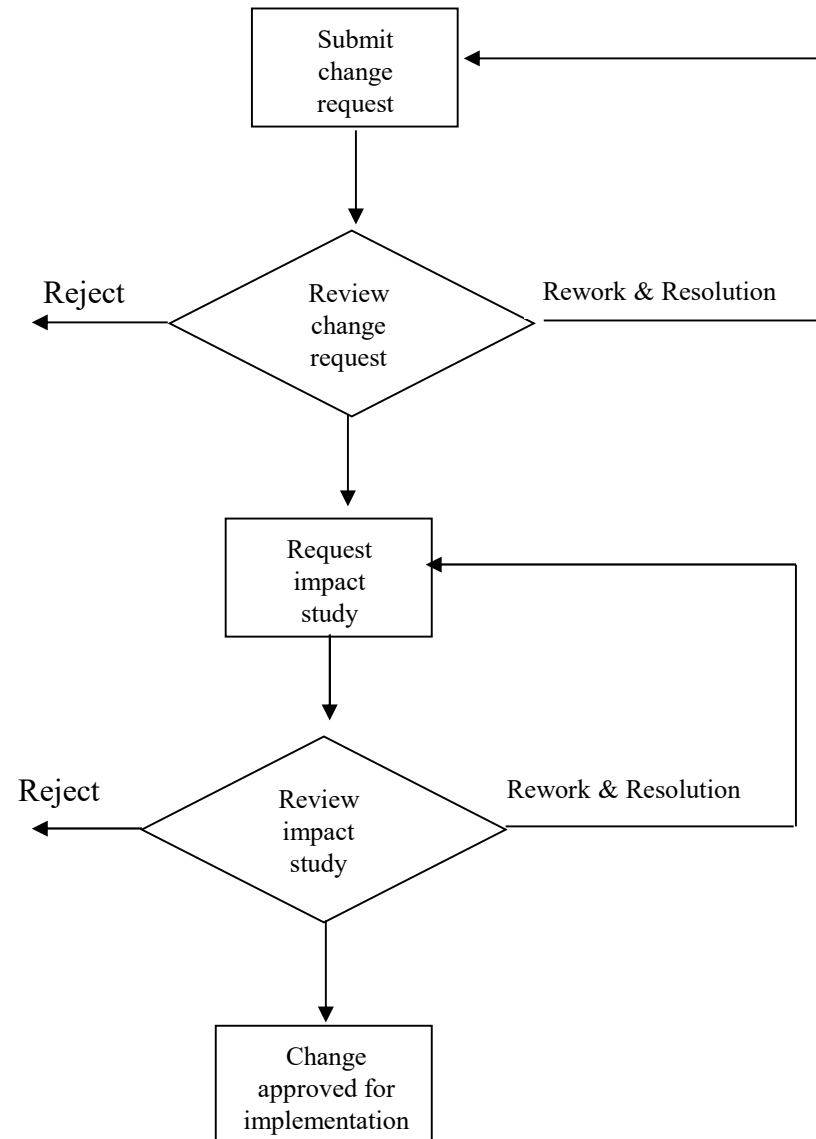 Submit
change
request
Reject
Review
change
request
Rework & Resolution
Request
impact
study
Reject
Review
impact
study
Rework & Resolution
Change
approved for
implementation